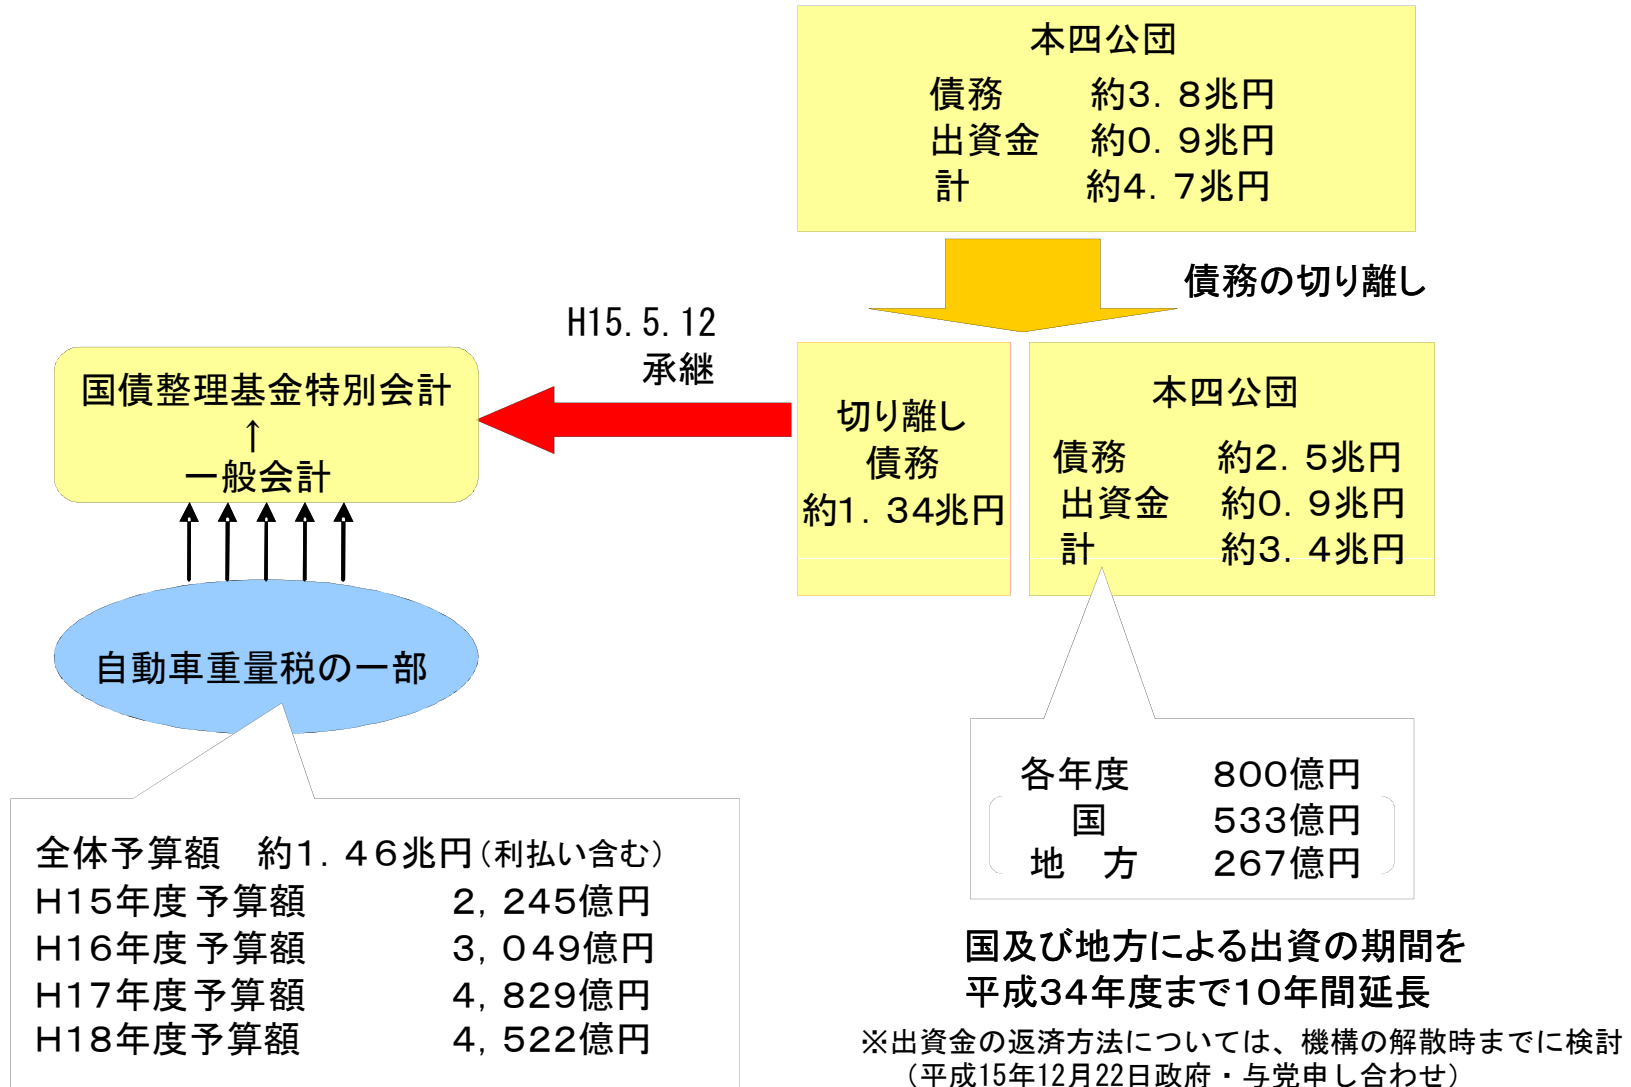 本四公団
債務　約3．8兆円
出資金　約0．9兆円
計　約4．7兆円
債務の切り離し
H15.5.12
承継
国債整理基金特別会計
↑
一般会計
切り離し
債務
約1．34兆円
本四公団
債務　約2．5兆円
出資金　約0．9兆円
計　約3．4兆円
自動車重量税の一部
各年度　800億円
国　533億円
地　方　267億円
全体予算額　約1．46兆円（利払い含む）
H15年度予算額　2，245億円
H16年度予算額　3，049億円
H17年度予算額　4，829億円
H18年度予算額　4，522億円
国及び地方による出資の期間を
平成34年度まで10年間延長
※出資金の返済方法については、機構の解散時までに検討
（平成15年12月22日政府・与党申し合わせ）